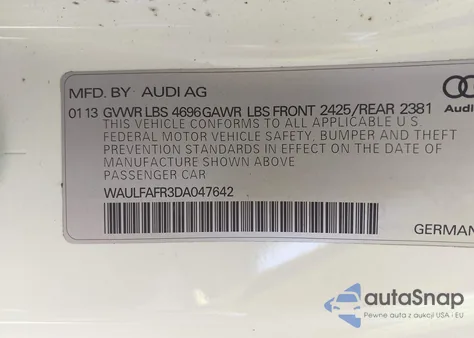 MFD. BY AUDI AG
01 13 GVWR LBS 4696 GAWR LBS FRONT 2425/REAR 2381
THIS VEHICLE CONFORMS TO ALL APPLICABLE U.S.
FEDERAL MOTOR VEHICLE SAFETY, BUMPER AND THEFT
PREVENTION STANDARDS IN EFFECT ON THE DATE OF
MANUFACTURE SHOWN ABOVE
PASSENGER CAR
WAULFAFR3DA047642
Audi
GERMAN
autoSnap
Pewne auta z aukcji USA - EU